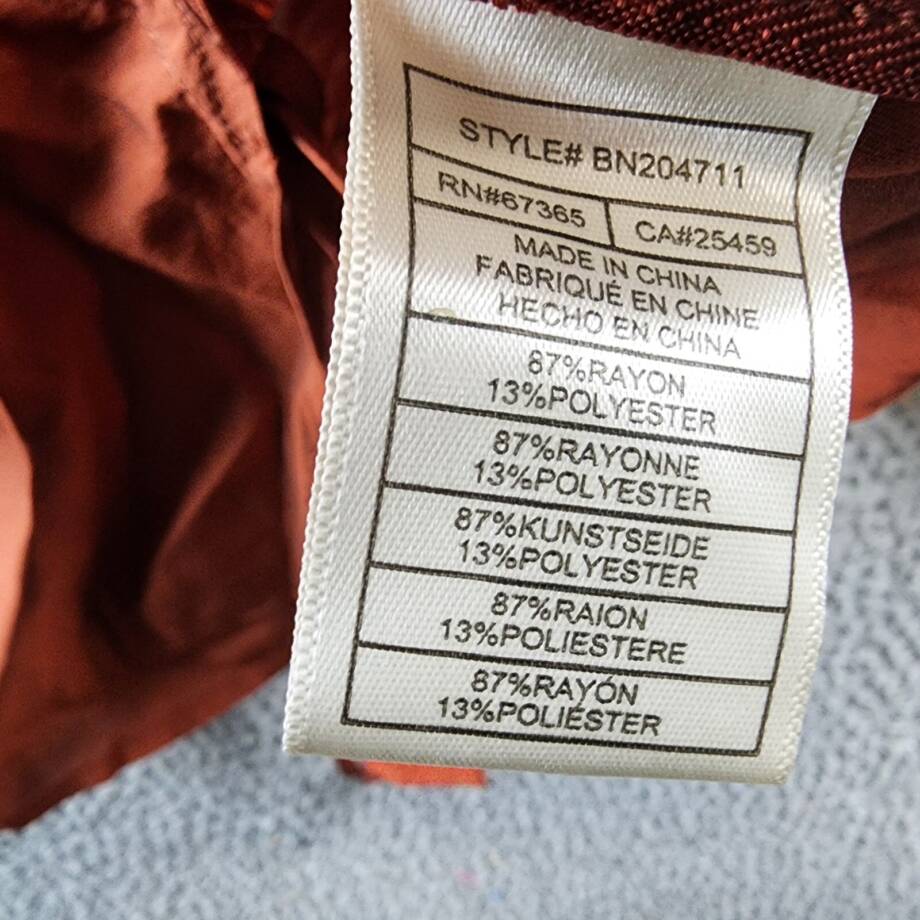 STYLE# BN204711
RN#67365 CA#25459
MADE IN CHINA
FABRIQUÉ EN CHINE
HECHO EN CHINA
87%RAYON
13%POLYESTER
87%RAYONNE
13%POLYESTER
87%KUNSTSEIDE
13%POLYESTER
87%RAION
13%POLIESTERE
87%RAYÓN
13%POLIÉSTER